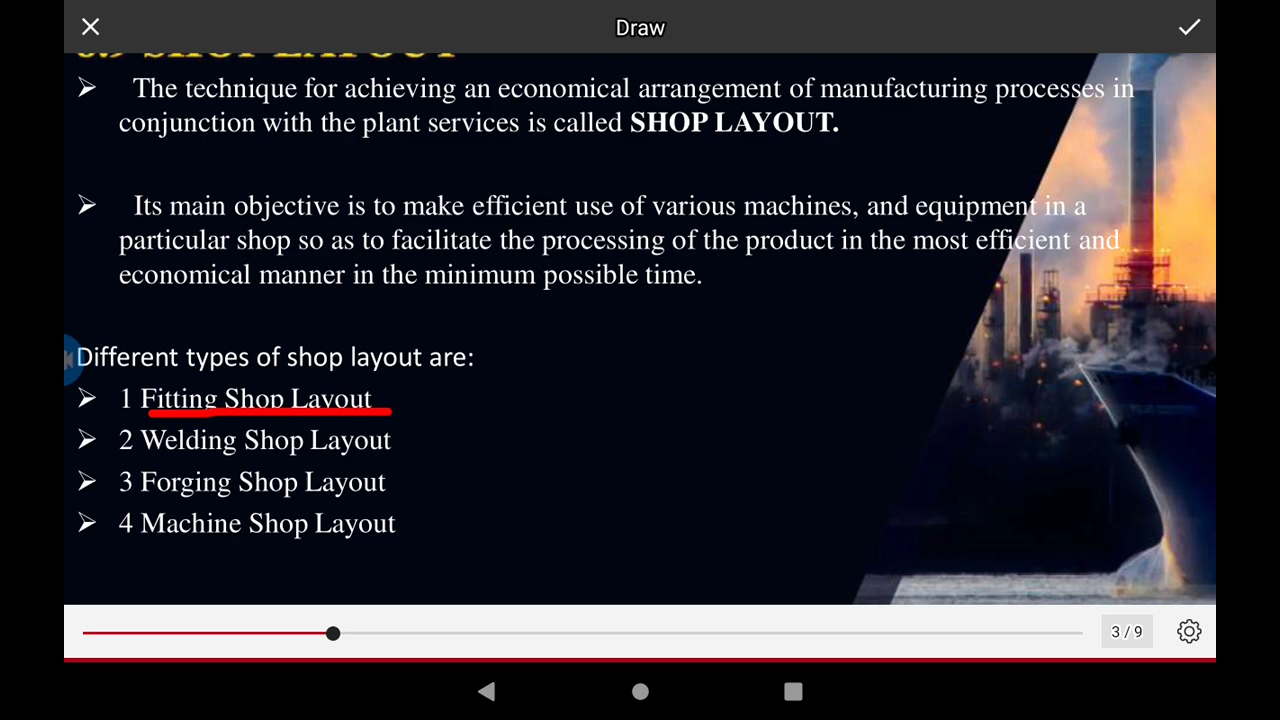 Draw
SHOP LAYOUT
➢ The technique for achieving an economical arrangement of manufacturing processes in
conjunction with the plant services is called SHOP LAYOUT.
➢ Its main objective is to make efficient use of various machines, and equipment in a
particular shop so as to facilitate the processing of the product in the most efficient and
economical manner in the minimum possible time.
Different types of shop layout are:
➢ 1 Fitting Shop Layout
➢ 2 Welding Shop Layout
➢ 3 Forging Shop Layout
➢ 4 Machine Shop Layout
3 / 9